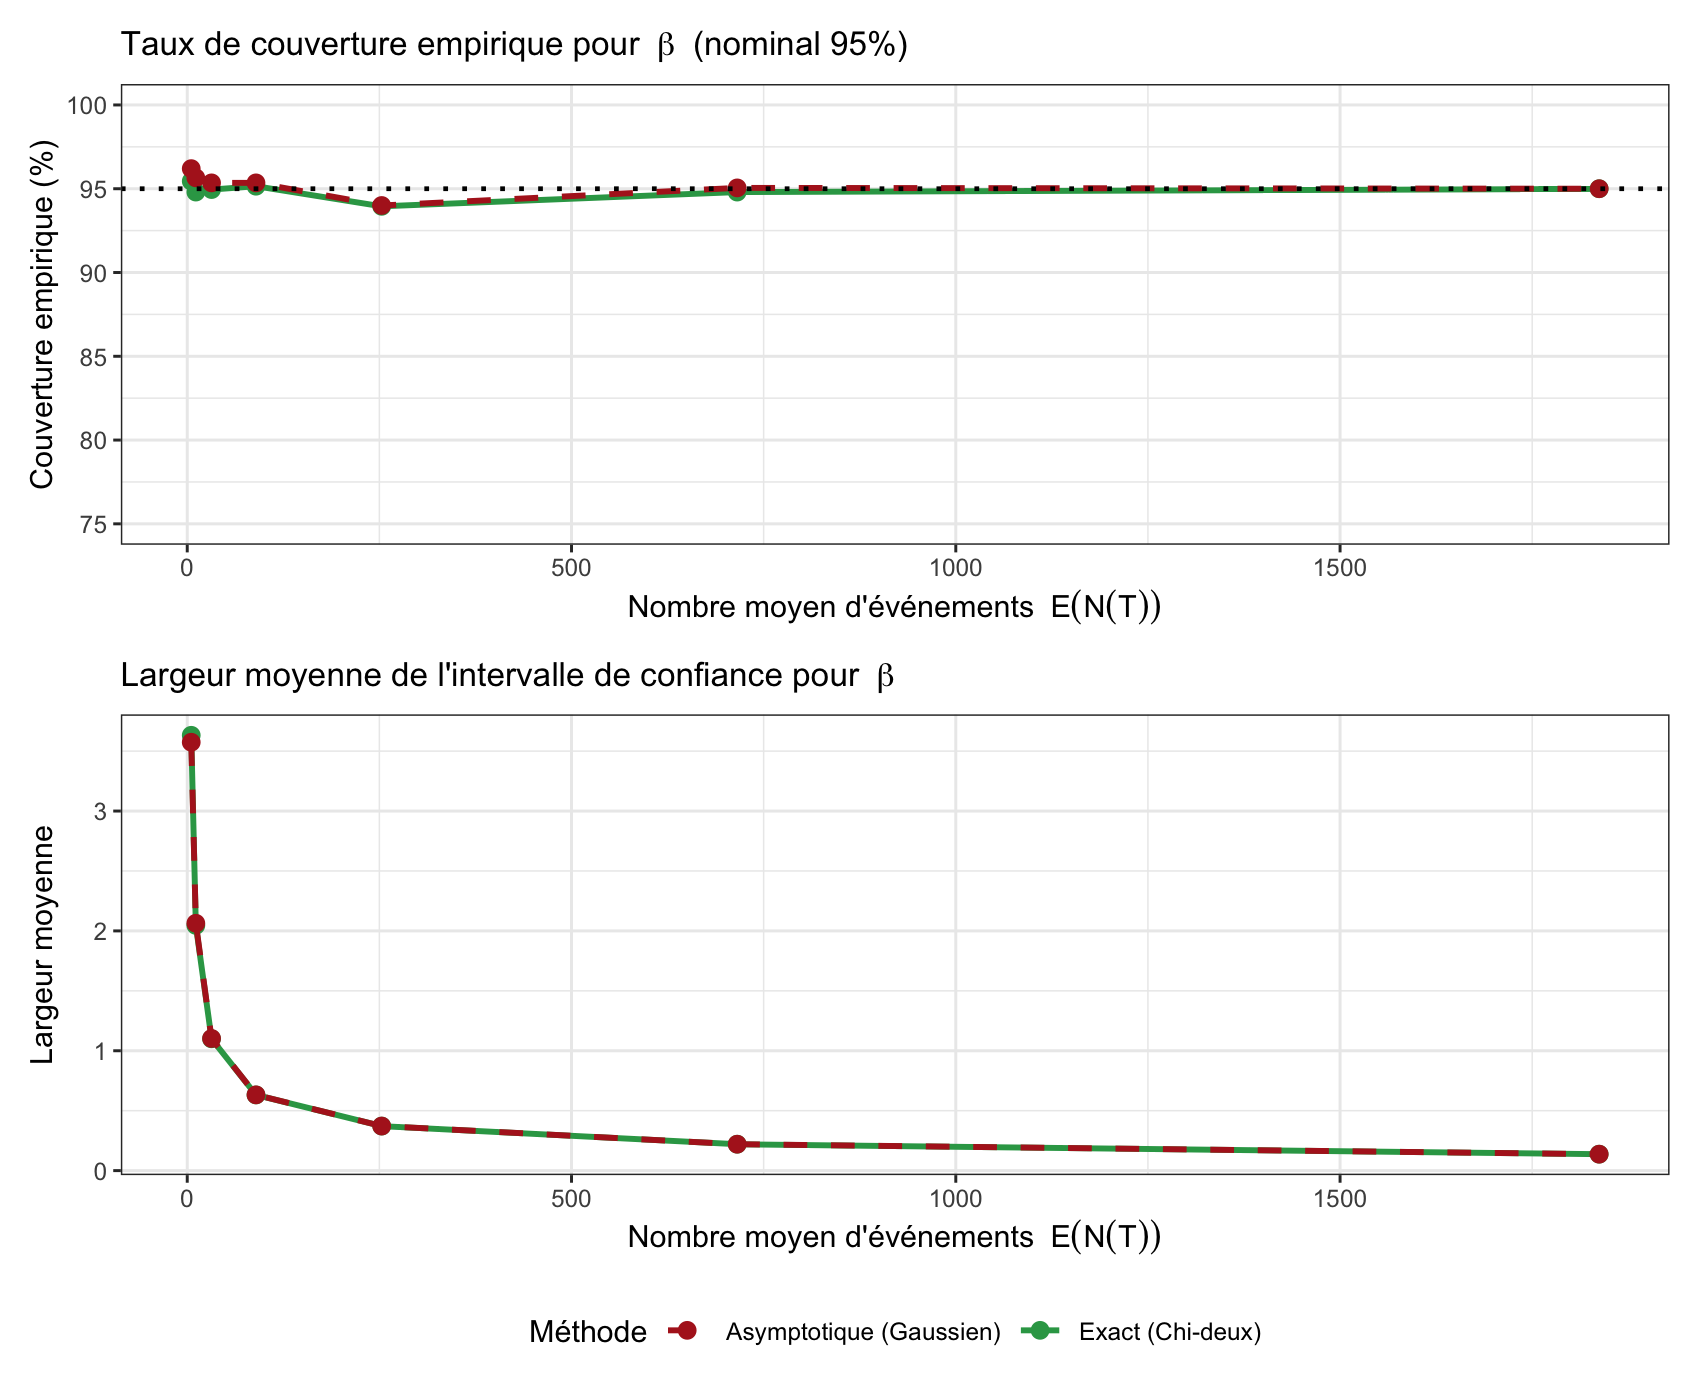 Taux de couverture empirique pour β (nominal 95%)
Couverture empirique (%)
100
95
90
85
80
75
0 500 1000 1500
Nombre moyen d'événements E(N(T))
Largeur moyenne de l'intervalle de confiance pour β
Largeur moyenne
3
2
1
0
0 500 1000 1500
Nombre moyen d'événements E(N(T))
Méthode Asymptotique (Gaussien) Exact (Chi-deux)